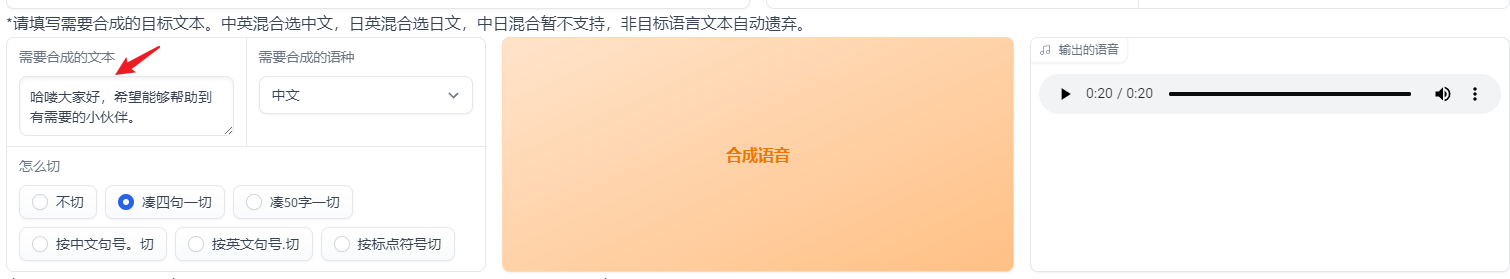 *请填写需要合成的目标文本。中英混合选中文，日英混合选日文，中日混合暂不支持，非目标语言文本自动遗弃。
需要合成的文本
哈喽大家好，希望能够帮助到
有需要的小伙伴。
需要合成的语种
中文
怎么切
不切
凑四句一切
凑50字一切
按中文句号。切
按英文句号.切
按标点符号切
合成语音
输出的语音
0:20 / 0:20